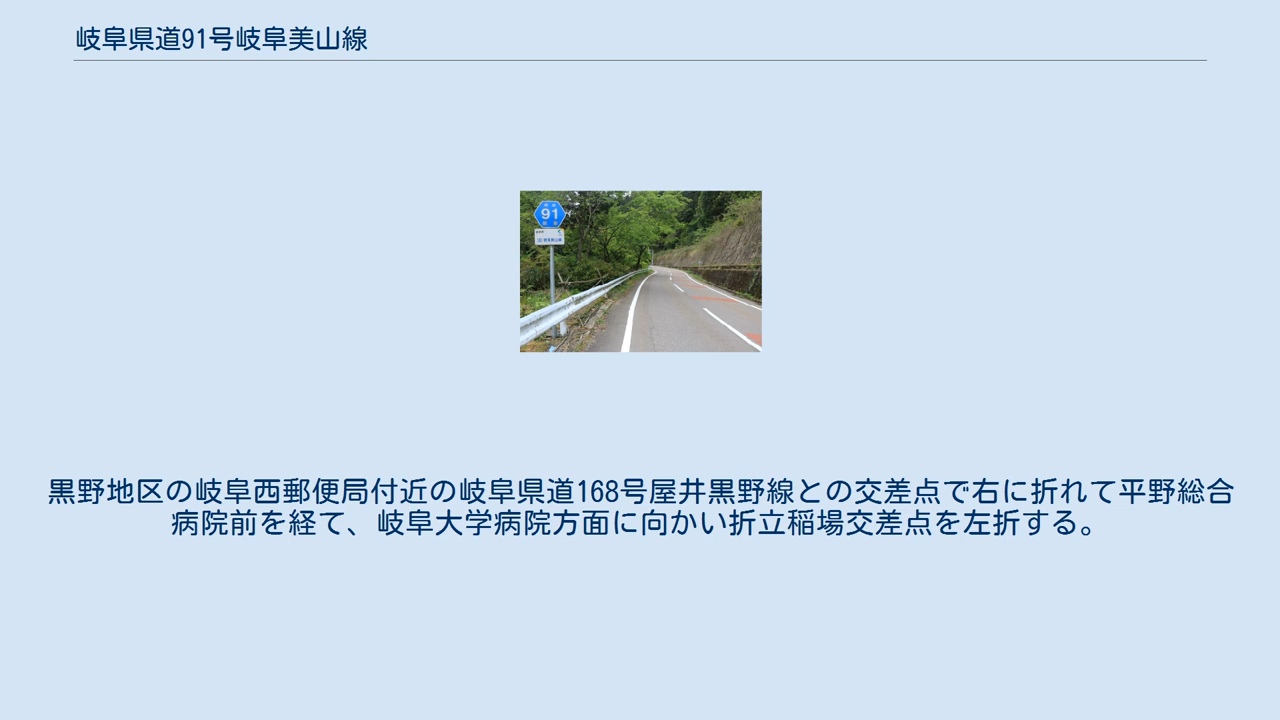 岐阜県道91号岐阜美山線
91
黒野地区の岐阜西郵便局付近の岐阜県道168号屋井黒野線との交差点で右に折れて平野総合
病院前を経て、岐阜大学病院方面に向かい折立稲場交差点を左折する。